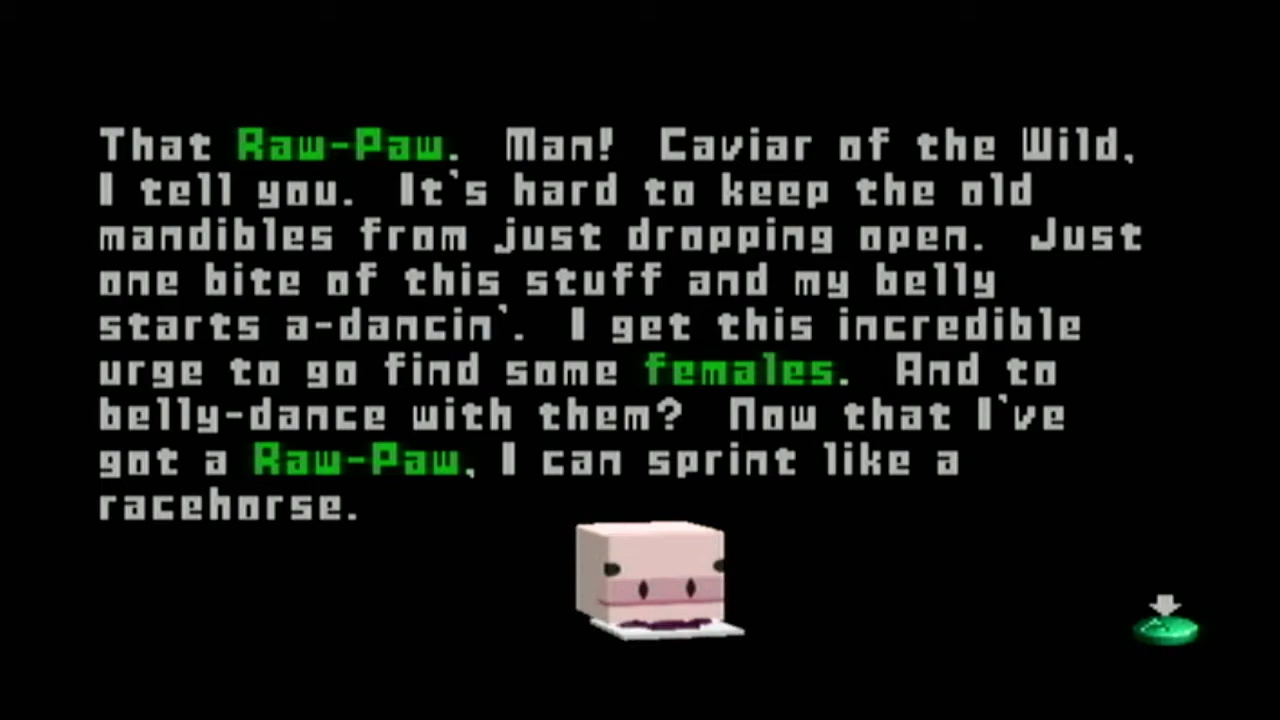 That Raw-Paw. Man! Caviar of the Wild,
I tell you. It's hard to keep the old
mandibles from just dropping open. Just
one bite of this stuff and my belly
starts a-dancin'. I get this incredible
urge to go find some females. And to
belly-dance with them? Now that I've
got a Raw-Paw, I can sprint like a
racehorse.